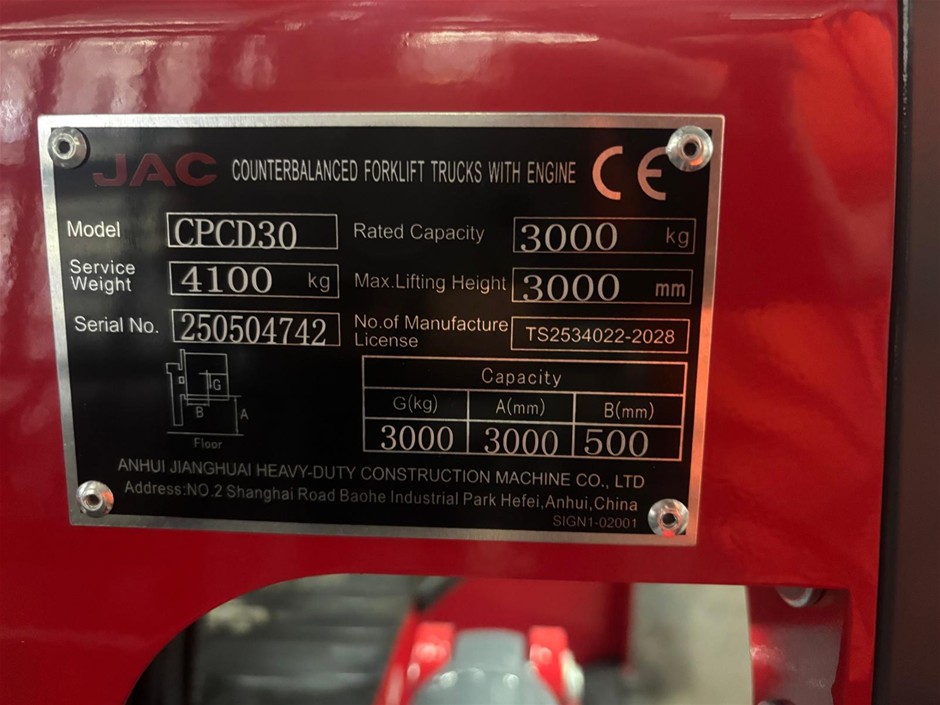 JAC COUNTERBALANCED FORKLIFT TRUCKS WITH ENGINE CE
Model CPCD30 Rated Capacity 3000 kg
Service Weight 4100 kg Max.Lifting Height 3000 mm
Serial No. 250504742 No.of Manufacture License TS2534022-2028
Capacity
G(kg) A(mm) B(mm)
3000 3000 500
G
B
A
Floor
ANHUI JIANGHUAI HEAVY-DUTY CONSTRUCTION MACHINE CO., LTD
Address:NO.2 Shanghai Road Baohe Industrial Park Hefei,Anhui,China
SIGN1-02001